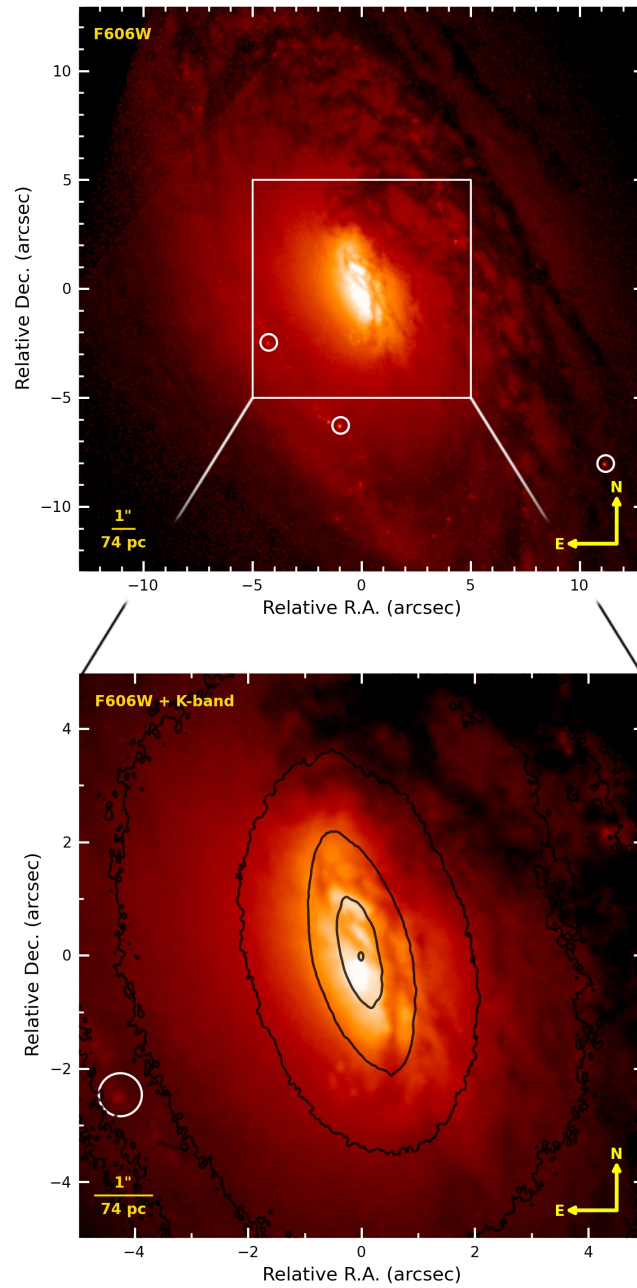 F606W
10
5
0
−5
−10
Relative Dec. (arcsec)
1"
74 pc
N
E
−10 −5 0 5 10
Relative R.A. (arcsec)
F606W + K-band
4
2
0
−2
−4
Relative Dec. (arcsec)
1"
74 pc
N
E
−4 −2 0 2 4
Relative R.A. (arcsec)